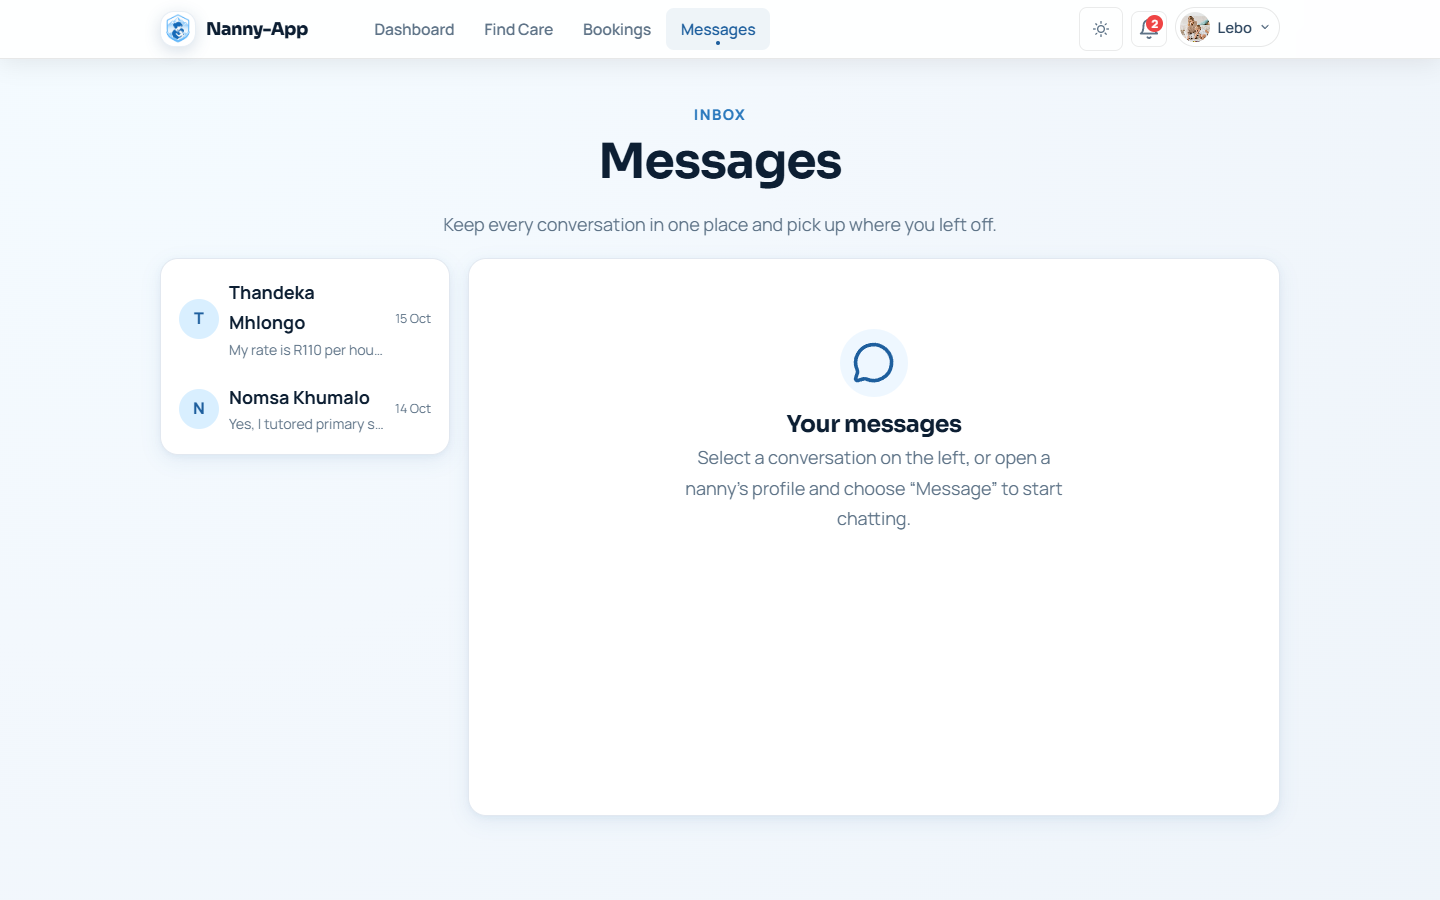 Nanny-App
Dashboard
Find Care
Bookings
Messages
2
Lebo
INBOX
Messages
Keep every conversation in one place and pick up where you left off.
T
Thandeka
Mhlongo
15 Oct
My rate is R110 per hou...
N
Nomsa Khumalo
14 Oct
Yes, I tutored primary s...
Your messages
Select a conversation on the left, or open a
nanny’s profile and choose “Message” to start
chatting.